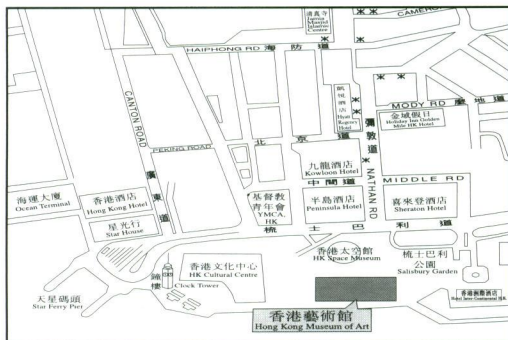 清真寺
Jamia
Masjid
Islamic
Centre
CAMERO
HAIPHONG RD 海防道
CANTON ROAD
廣東道
凱悅酒店
Hyatt
Regency
Hotel
彌敦道
NATHAN RD
MODY RD 麼地道
金域假日
Holiday Inn Golden
Mile HK Hotel
PEKING ROAD
北京道
九龍酒店
Kowloon Hotel
中間道
MIDDLE RD
海運大廈
Ocean Terminal
香港酒店
Hong Kong Hotel
星光行
Star House
基督教
青年會
YMCA,
HK
半島酒店
Peninsula Hotel
喜來登酒店
Sheraton Hotel
梳士巴利道
天星碼頭
Star Ferry Pier
鐘樓
Clock Tower
香港文化中心
HK Cultural Centre
香港太空館
HK Space Museum
梳士巴利
公園
Salisbury Garden
香港洲際酒店
Hotel Inter-Continental HK
香港藝術館
Hong Kong Museum of Art